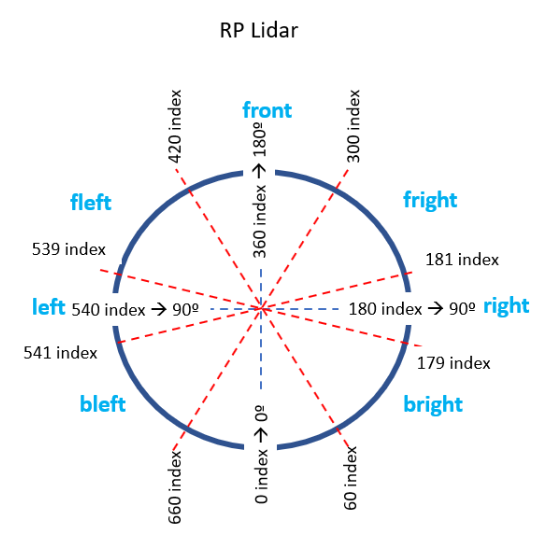 RP Lidar
front
420 index
300 index
360 index → 180º
fleft
fright
539 index
181 index
left 540 index → 90º
180 index → 90º right
541 index
179 index
bleft
bright
0 index → 0º
660 index
60 index